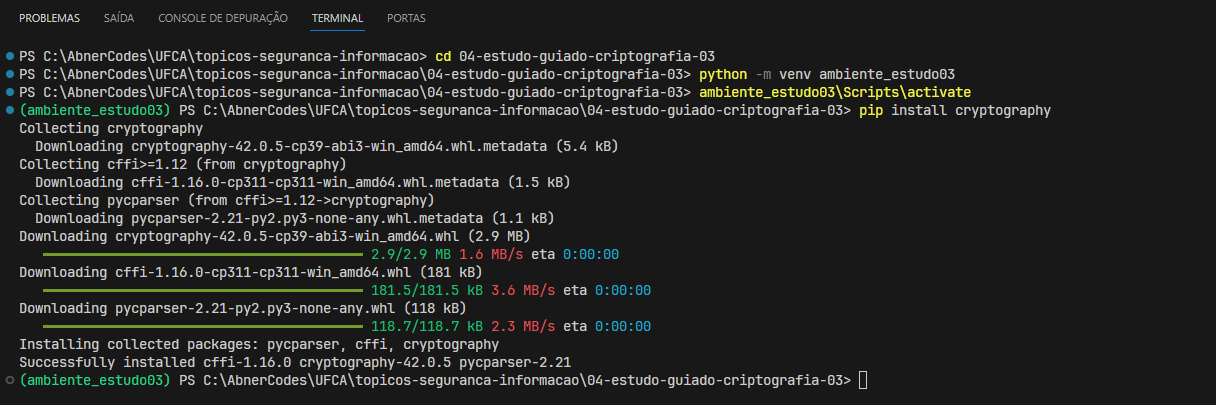 PROBLEMAS SAÍDA CONSOLE DE DEPURAÇÃO TERMINAL PORTAS
PS C:\AbnerCodes\UFCA\topicos-seguranca-informacao> cd 04-estudo-guiado-criptografia-03
PS C:\AbnerCodes\UFCA\topicos-seguranca-informacao\04-estudo-guiado-criptografia-03> python -m venv ambiente_estudo03
PS C:\AbnerCodes\UFCA\topicos-seguranca-informacao\04-estudo-guiado-criptografia-03> ambiente_estudo03\Scripts\activate
(ambiente_estudo03) PS C:\AbnerCodes\UFCA\topicos-seguranca-informacao\04-estudo-guiado-criptografia-03> pip install cryptography
Collecting cryptography
Downloading cryptography-42.0.5-cp39-abi3-win_amd64.whl.metadata (5.4 kB)
Collecting cffi>=1.12 (from cryptography)
Downloading cffi-1.16.0-cp311-cp311-win_amd64.whl.metadata (1.5 kB)
Collecting pycparser (from cffi>=1.12->cryptography)
Downloading pycparser-2.21-py2.py3-none-any.whl.metadata (1.1 kB)
Downloading cryptography-42.0.5-cp39-abi3-win_amd64.whl (2.9 MB)
2.9/2.9 MB 1.6 MB/s eta 0:00:00
Downloading cffi-1.16.0-cp311-cp311-win_amd64.whl (181 kB)
181.5/181.5 kB 3.6 MB/s eta 0:00:00
Downloading pycparser-2.21-py2.py3-none-any.whl (118 kB)
118.7/118.7 kB 2.3 MB/s eta 0:00:00
Installing collected packages: pycparser, cffi, cryptography
Successfully installed cffi-1.16.0 cryptography-42.0.5 pycparser-2.21
(ambiente_estudo03) PS C:\AbnerCodes\UFCA\topicos-seguranca-informacao\04-estudo-guiado-criptografia-03>